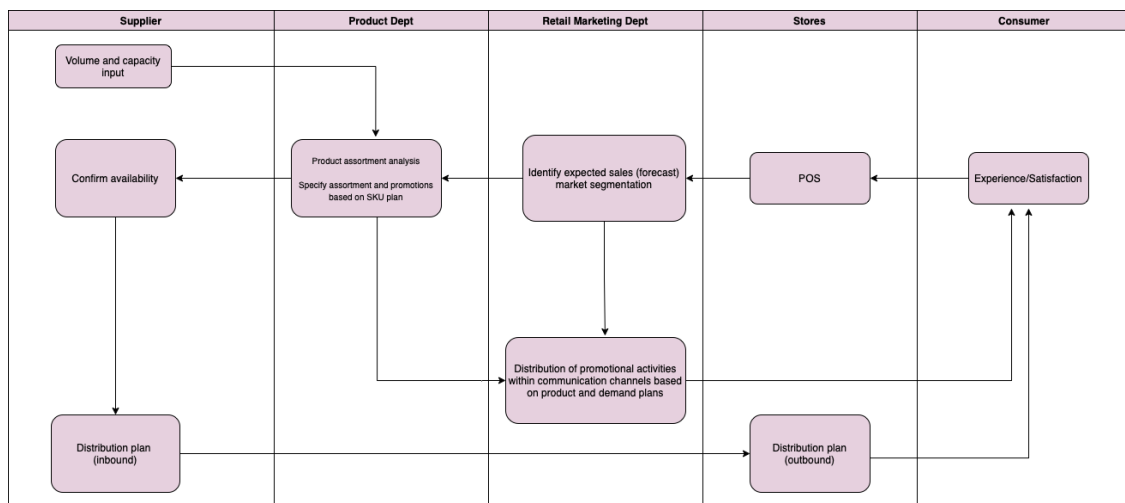 Supplier
Product Dept
Retail Marketing Dept
Stores
Consumer
Volume and capacity
input
Confirm availability
Product assortment analysis
Specify assortment and promotions
based on SKU plan
Identify expected sales (forecast)
market segmentation
POS
Experience/Satisfaction
Distribution of promotional activities
within communication channels based
on product and demand plans
Distribution plan
(inbound)
Distribution plan
(outbound)